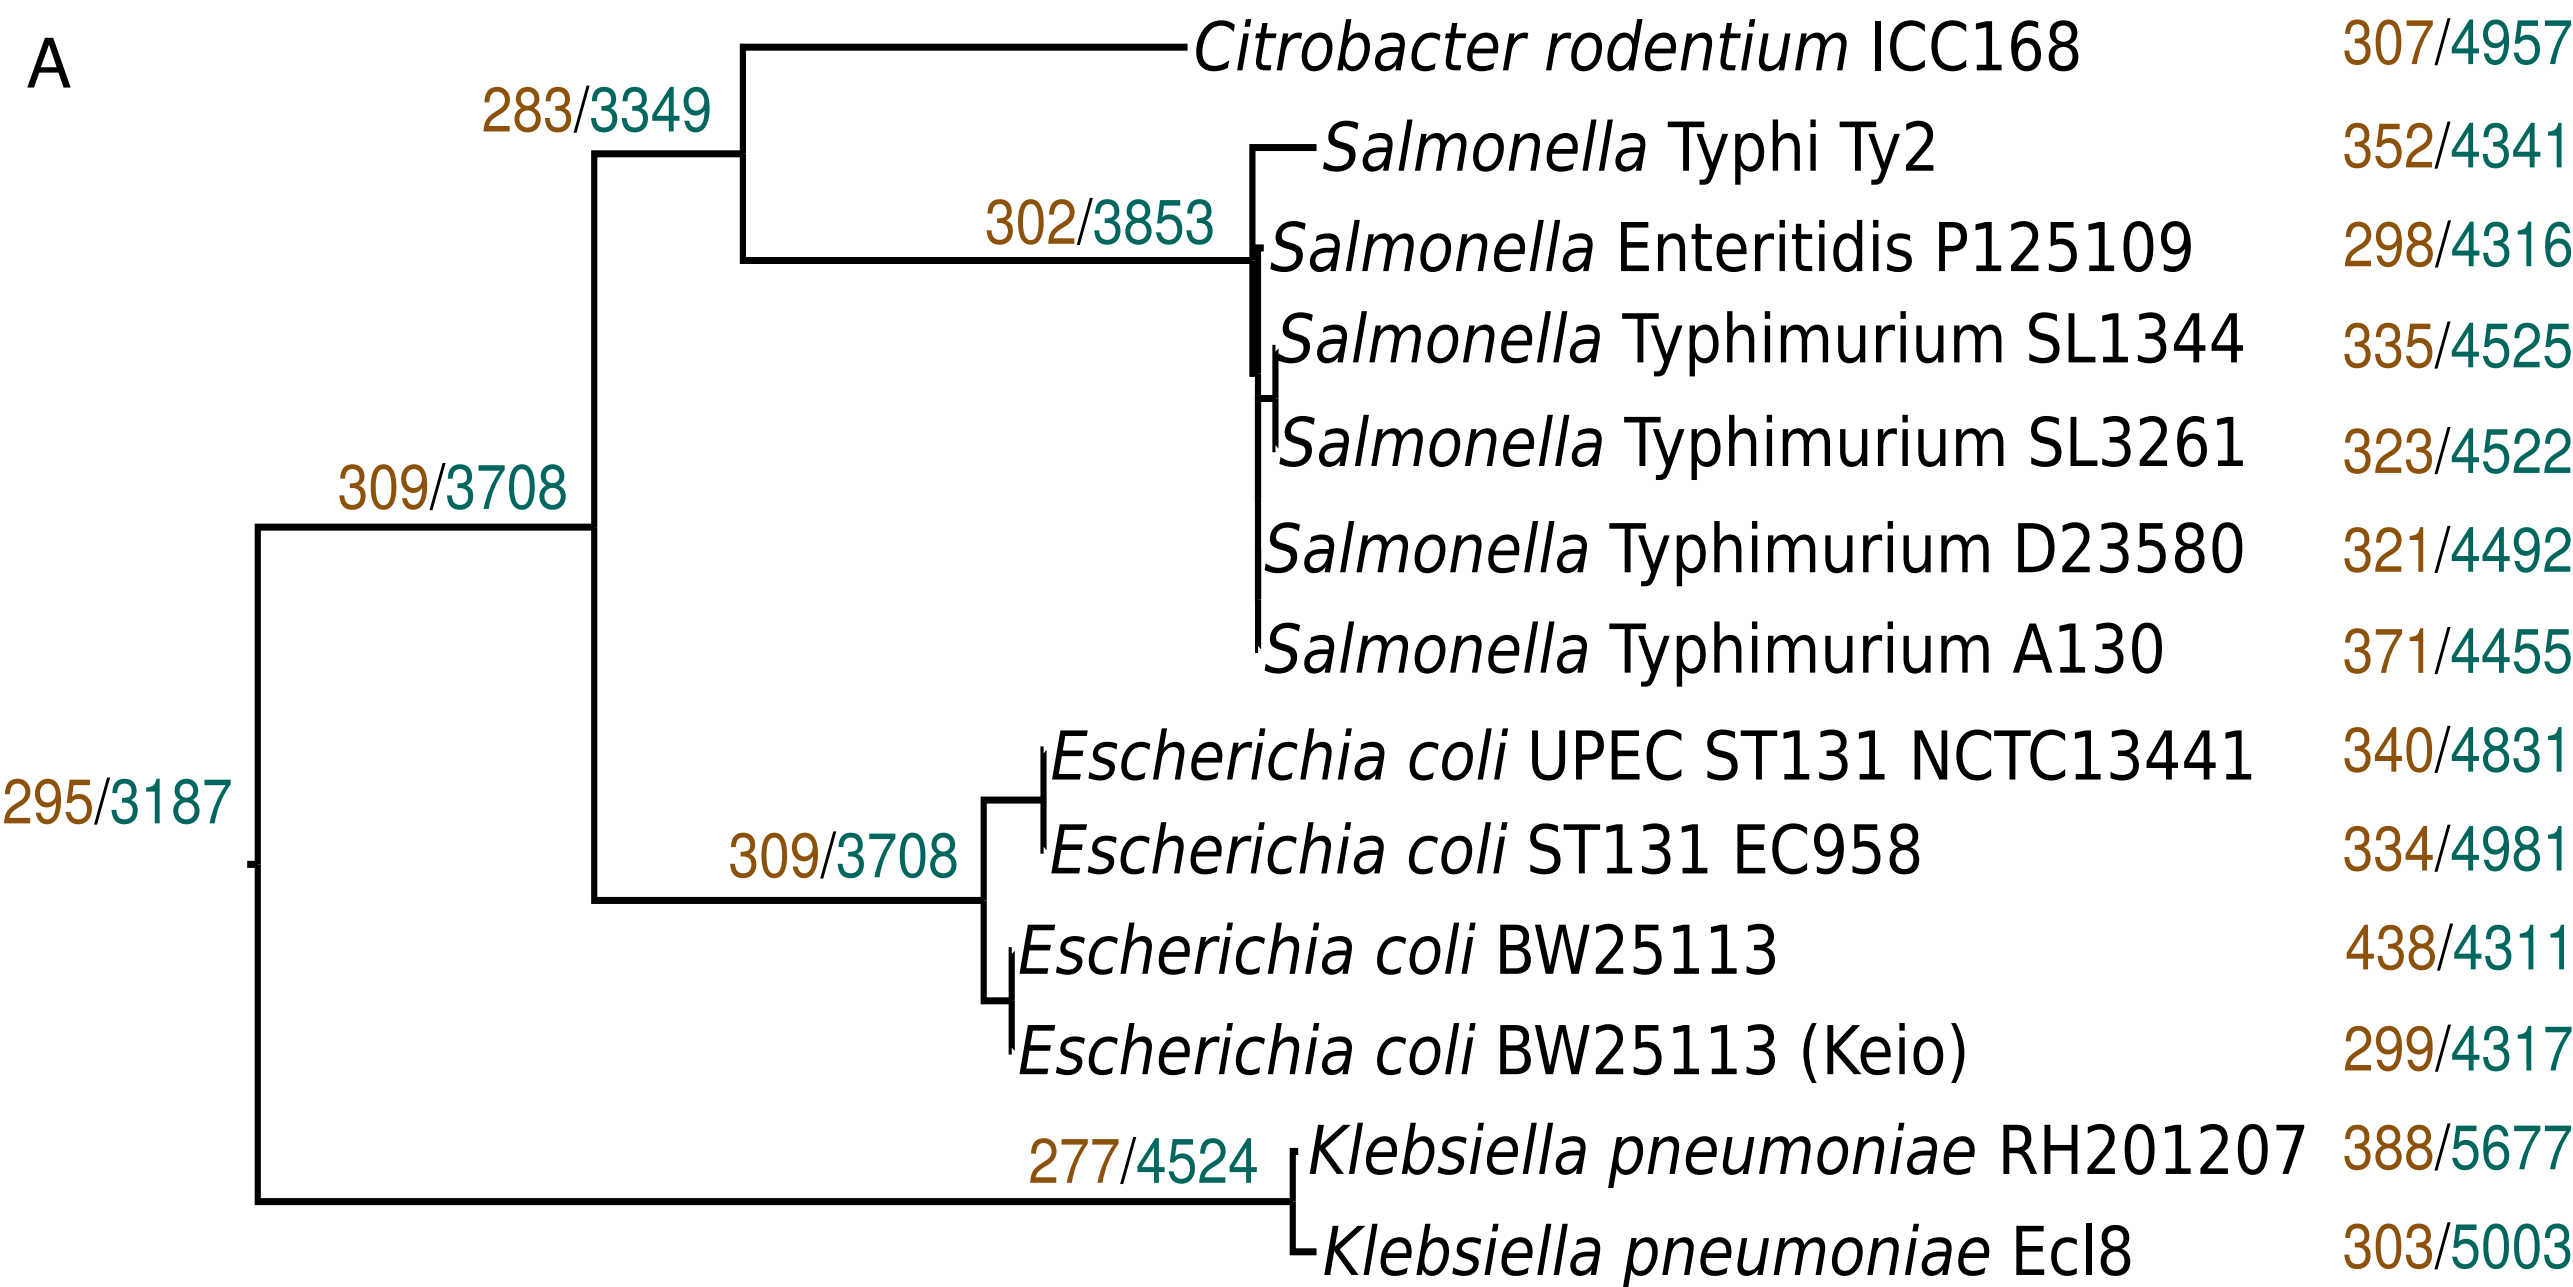 A
Citrobacter rodentium ICC168 307/4957
283/3349
Salmonella Typhi Ty2 352/4341
302/3853
Salmonella Enteritidis P125109 298/4316
Salmonella Typhimurium SL1344 335/4525
Salmonella Typhimurium SL3261 323/4522
309/3708
Salmonella Typhimurium D23580 321/4492
Salmonella Typhimurium A130 371/4455
Escherichia coli UPEC ST131 NCTC13441 340/4831
295/3187
Escherichia coli ST131 EC958 334/4981
309/3708
Escherichia coli BW25113 438/4311
Escherichia coli BW25113 (Keio) 299/4317
Klebsiella pneumoniae RH201207 388/5677
277/4524
Klebsiella pneumoniae Ecl8 303/5003